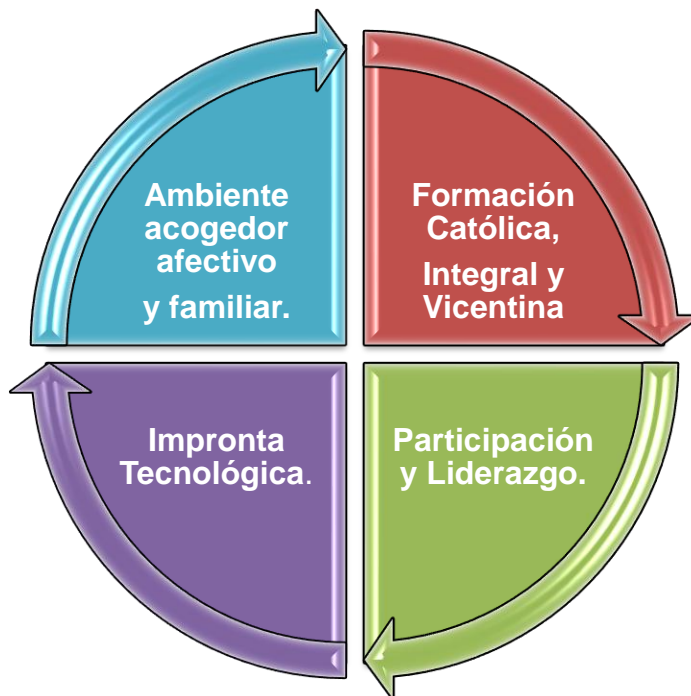 Ambiente
acogedor
afectivo
y familiar.
Formación
Católica,
Integral y
Vicentina
Impronta
Tecnológica.
Participación
y Liderazgo.